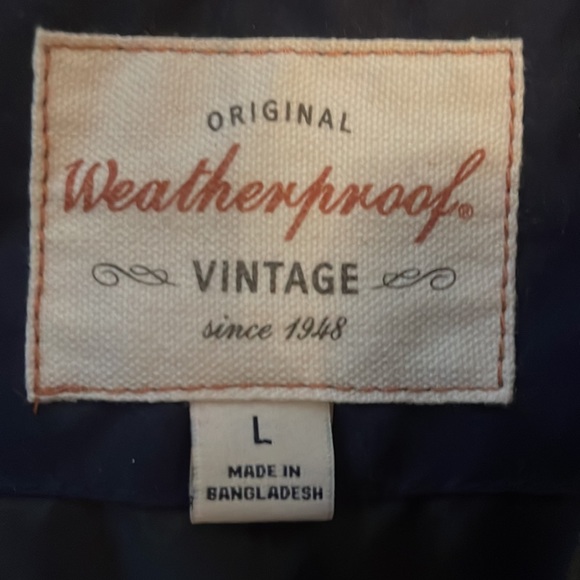 ORIGINAL
Weatherproof®
VINTAGE
since 1948
L
MADE IN
BANGLADESH